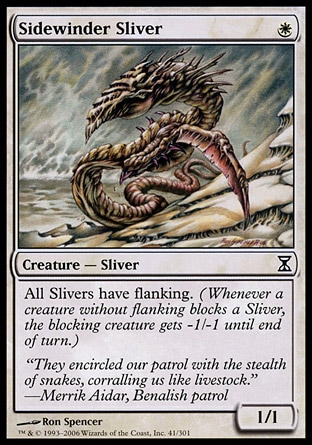 Sidewinder Sliver
Creature — Sliver
All Slivers have flanking. (Whenever a
creature without flanking blocks a Sliver,
the blocking creature gets -1/-1 until end
of turn.)
“They encircled our patrol with the stealth
of snakes, corralling us like livestock.”
—Merrik Aidar, Benalish patrol
Ron Spencer
™ & © 1993–2006 Wizards of the Coast, Inc. 41/301
1/1